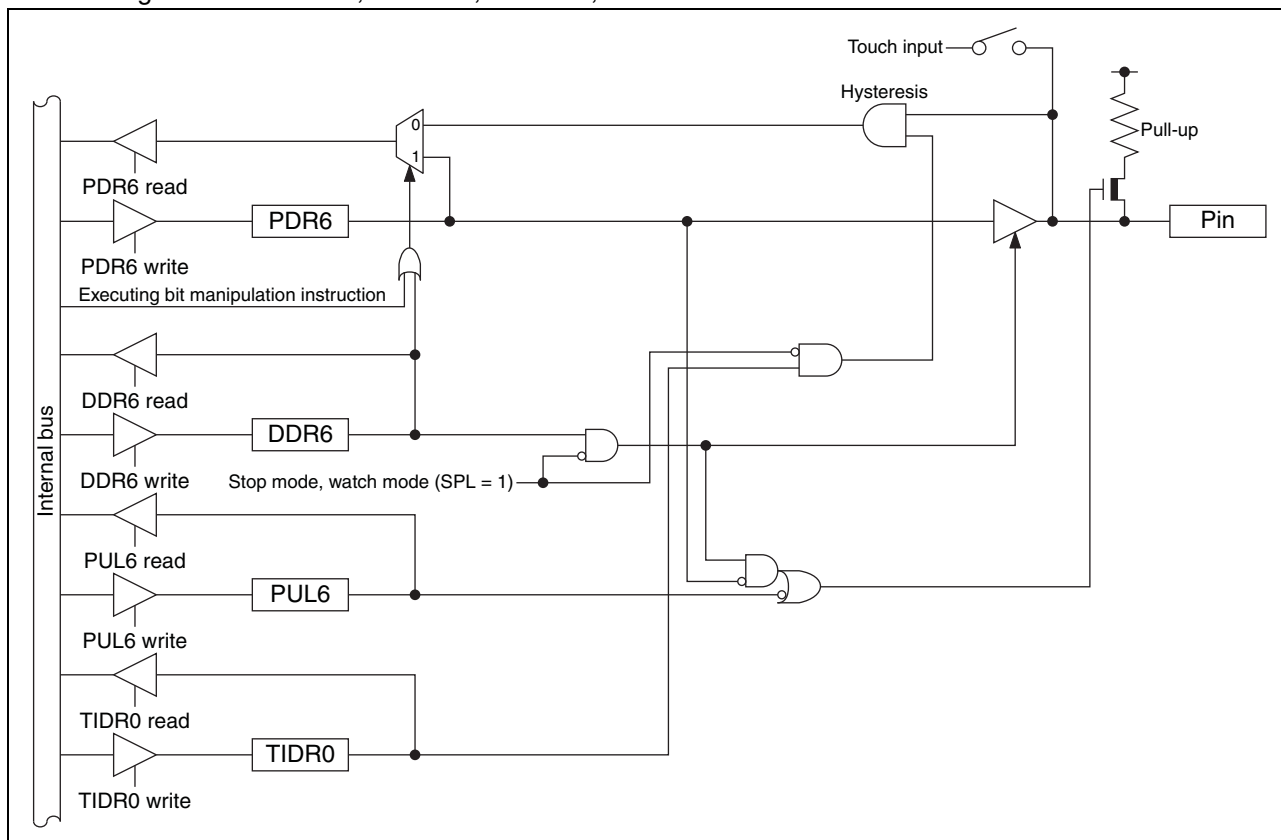 Touch input
Hysteresis
0
Pull-up
1
PDR6 read
PDR6
Pin
PDR6 write
Executing bit manipulation instruction
DDR6 read
Internal bus
DDR6
DDR6 write
Stop mode, watch mode (SPL = 1)
PUL6 read
PUL6
PUL6 write
TIDR0 read
TIDR0
TIDR0 write